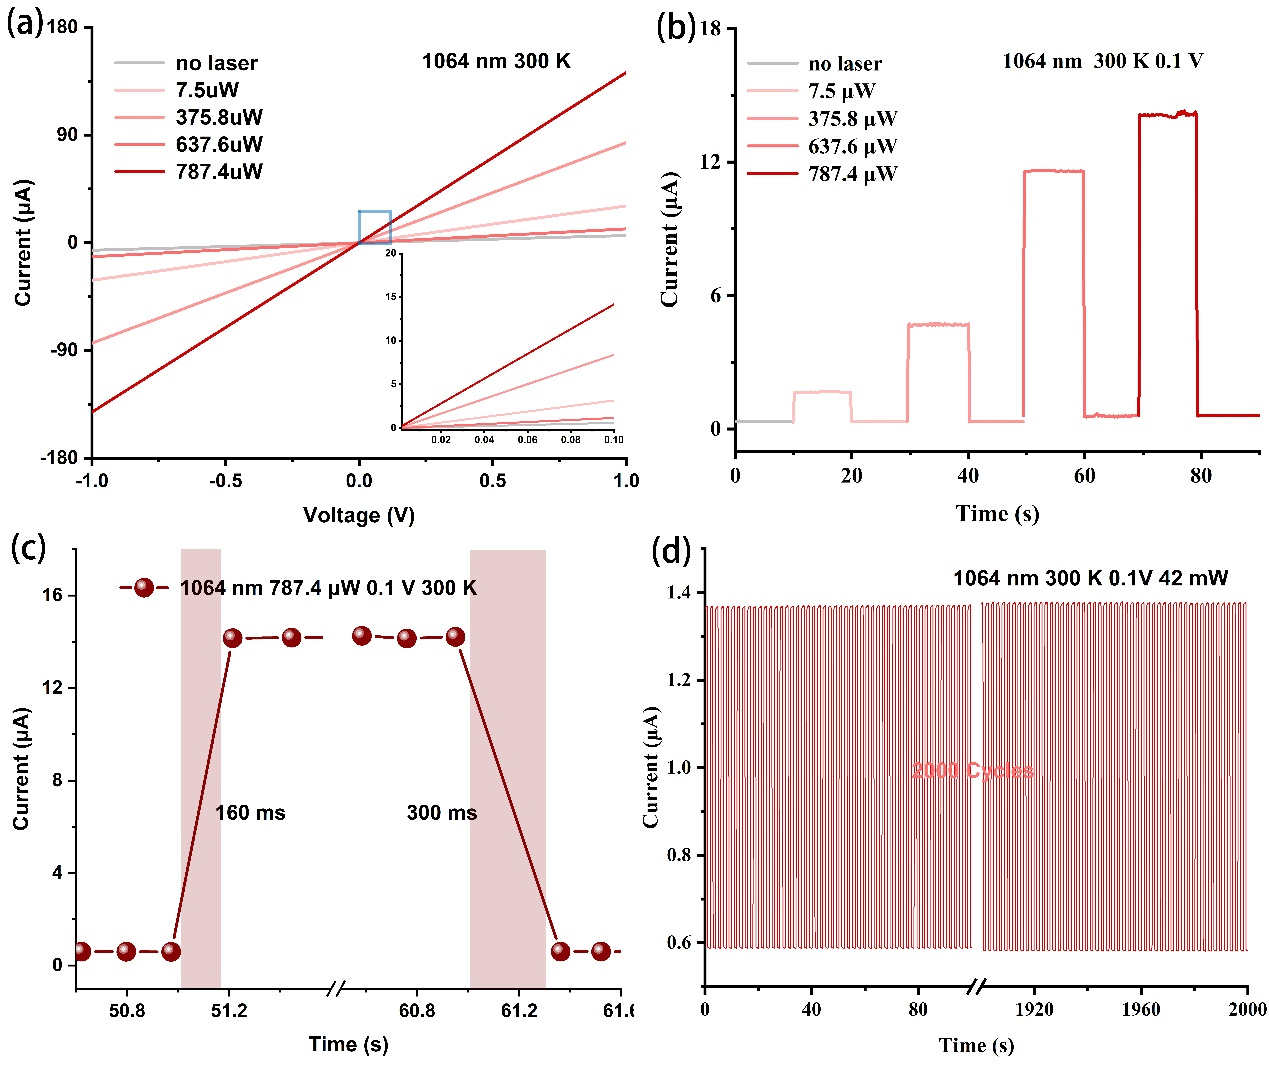 (a)
180
90
0
-90
-180
Current (μA)
no laser
7.5uW
375.8uW
637.6uW
787.4uW
1064 nm 300 K
20
15
10
5
0
0.02 0.04 0.06 0.08 0.10
-1.0 -0.5 0.0 0.5 1.0
Voltage (V)
(b)
18
12
6
0
Current (μA)
no laser
7.5 μW
375.8 μW
637.6 μW
787.4 μW
1064 nm 300 K 0.1 V
0 20 40 60 80
Time (s)
(c)
16
12
8
4
0
Current (μA)
1064 nm 787.4 μW 0.1 V 300 K
160 ms
300 ms
50.8 51.2 60.8 61.2
Time (s)
(d)
1.4
1.2
1.0
0.8
0.6
Current (μA)
1064 nm 300 K 0.1V 42 mW
2000 Cycles
0 40 80 1920 1960 2000
Time (s)